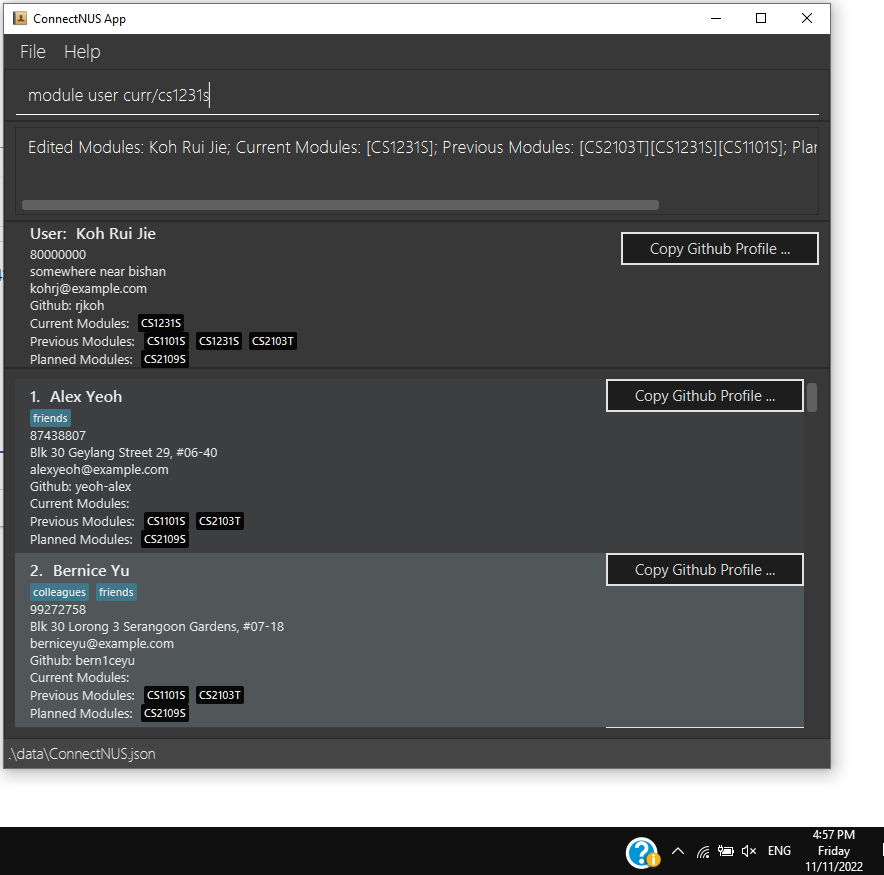 ConnectNUS App
File Help
module user curr/cs1231s
Edited Modules: Koh Rui Jie; Current Modules: [CS1231S]; Previous Modules: [CS2103T][CS1231S][CS1101S]; Plan
User: Koh Rui Jie
Copy Github Profile ...
80000000
somewhere near bishan
kohrj@example.com
Github: rjkoh
Current Modules: CS1231S
Previous Modules: CS1101S CS1231S CS2103T
Planned Modules: CS2109S
1. Alex Yeoh
Copy Github Profile ...
friends
87438807
Blk 30 Geylang Street 29, #06-40
alexyeoh@example.com
Github: yeoh-alex
Current Modules:
Previous Modules: CS1101S CS2103T
Planned Modules: CS2109S
2. Bernice Yu
Copy Github Profile ...
colleagues friends
99272758
Blk 30 Lorong 3 Serangoon Gardens, #07-18
berniceyu@example.com
Github: bern1ceyu
Current Modules:
Previous Modules: CS1101S CS2103T
Planned Modules: CS2109S
.\data\ConnectNUS.json
4:57 PM
ENG Friday
11/11/2022